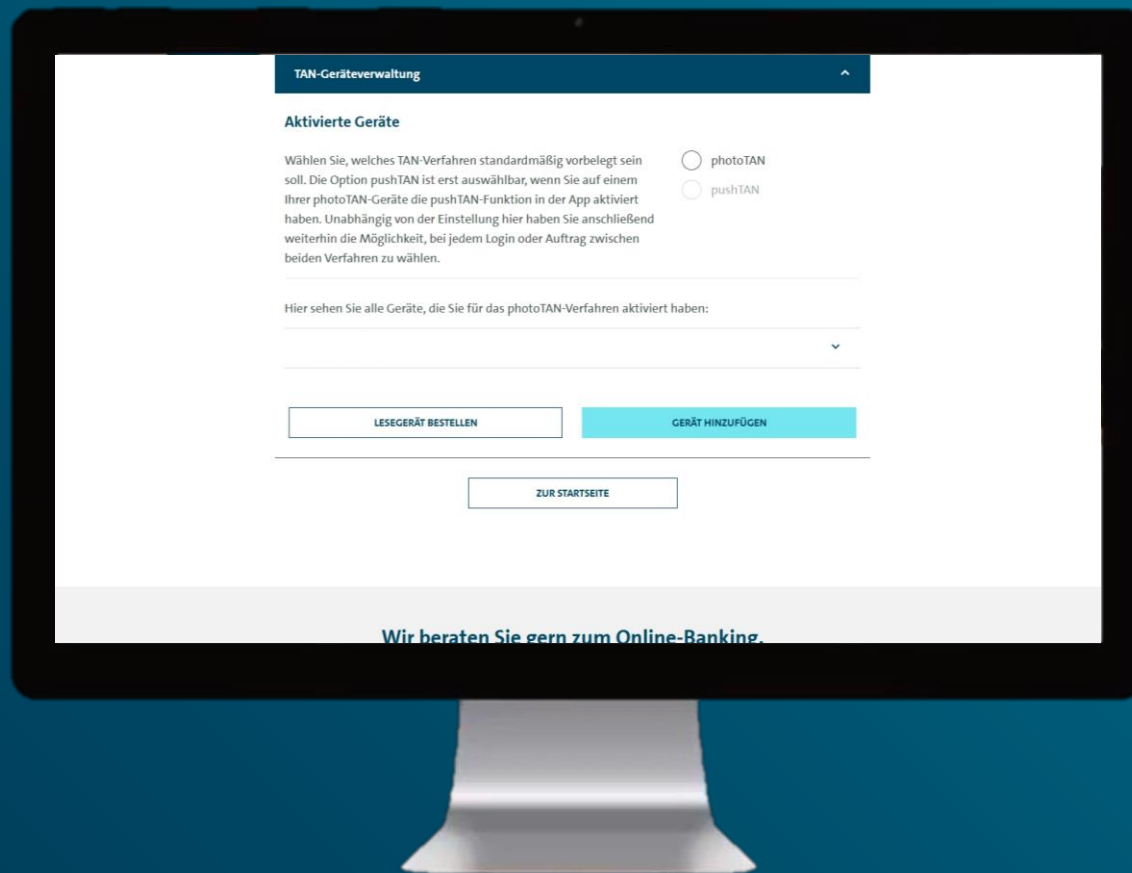 TAN-Geräteverwaltung
Aktivierte Geräte
Wählen Sie, welches TAN-Verfahren standardmäßig vorbelegt sein
soll. Die Option pushTAN ist erst auswählbar, wenn Sie auf einem
Ihrer photoTAN-Geräte die pushTAN-Funktion in der App aktiviert
haben. Unabhängig von der Einstellung hier haben Sie anschließend
weiterhin die Möglichkeit, bei jedem Login oder Auftrag zwischen
beiden Verfahren zu wählen.
photoTAN
pushTAN
Hier sehen Sie alle Geräte, die Sie für das photoTAN-Verfahren aktiviert haben:
LESEGERÄT BESTELLEN
GERÄT HINZUFÜGEN
ZUR STARTSEITE
Wir beraten Sie gern zum Online-Banking.